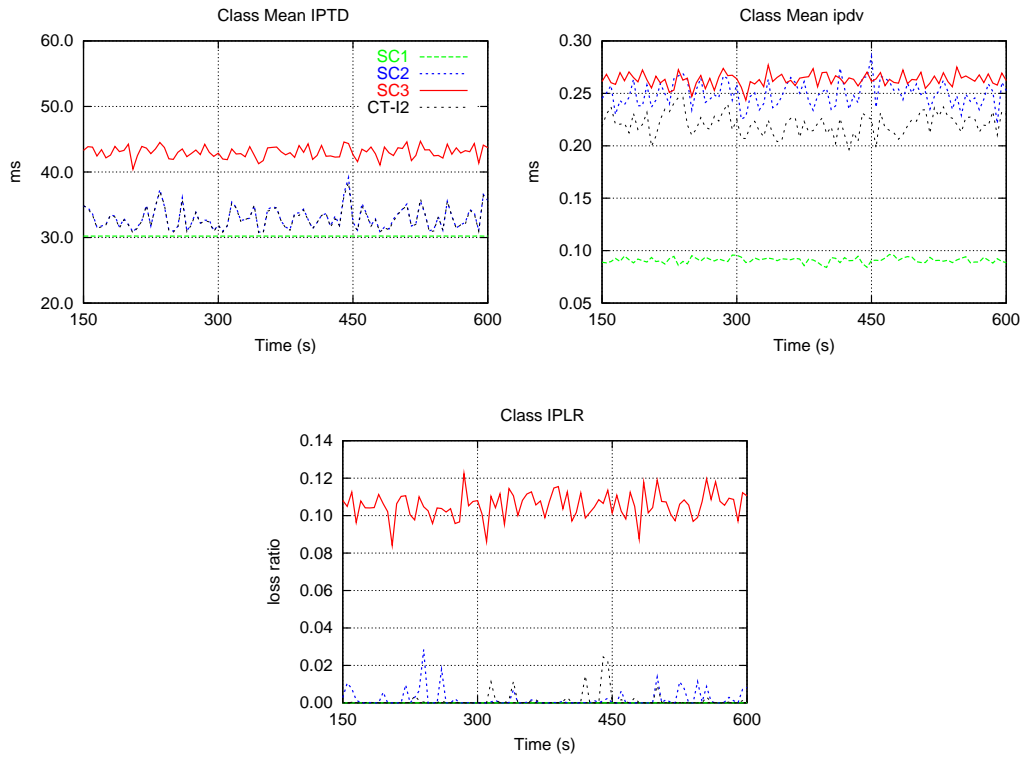 Class Mean IPTD
60.0
50.0
40.0
30.0
20.0
ms
SC1
SC2
SC3
CT-I2
150
300
450
600
Time (s)
Class Mean ipdv
0.30
0.25
0.20
0.15
0.10
0.05
ms
150
300
450
600
Time (s)
Class IPLR
0.14
0.12
0.10
0.08
0.06
0.04
0.02
0.00
loss ratio
150
300
450
600
Time (s)